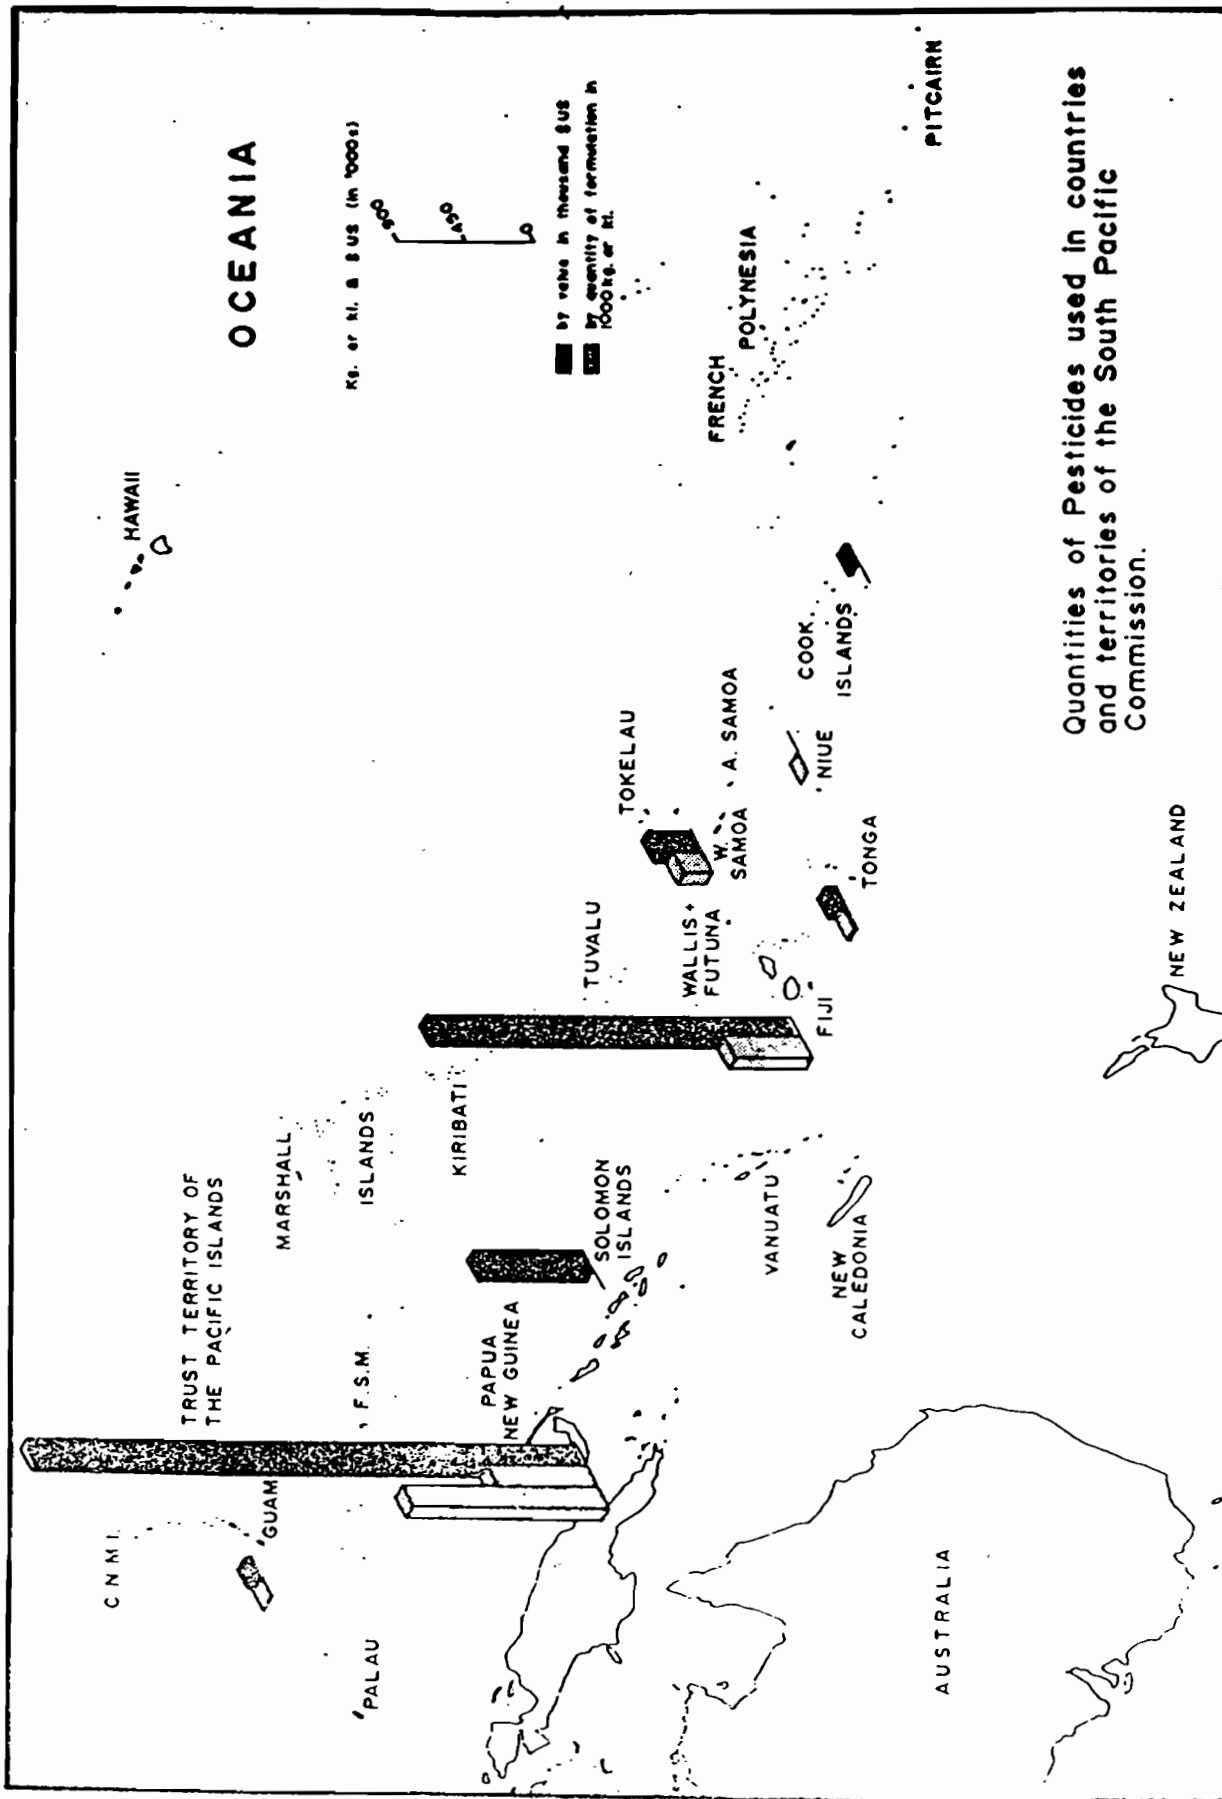 OCEANIA
Kg. or kl. & $US (in '000s)
900
450
0
by value in thousand $US
by quantity of formulation in
1000kg. or kl.
HAWAII
C N M I
GUAM
TRUST TERRITORY OF
THE PACIFIC ISLANDS
MARSHALL
ISLANDS
F.S.M.
PALAU
KIRIBATI
PAPUA
NEW GUINEA
SOLOMON
ISLANDS
TUVALU
TOKELAU
WALLIS +
FUTUNA
W.
SAMOA
A. SAMOA
FRENCH
POLYNESIA
COOK
ISLANDS
NIUE
TONGA
FIJI
VANUATU
NEW
CALEDONIA
PITCAIRN
AUSTRALIA
NEW ZEALAND
Quantities of Pesticides used in countries
and territories of the South Pacific
Commission.